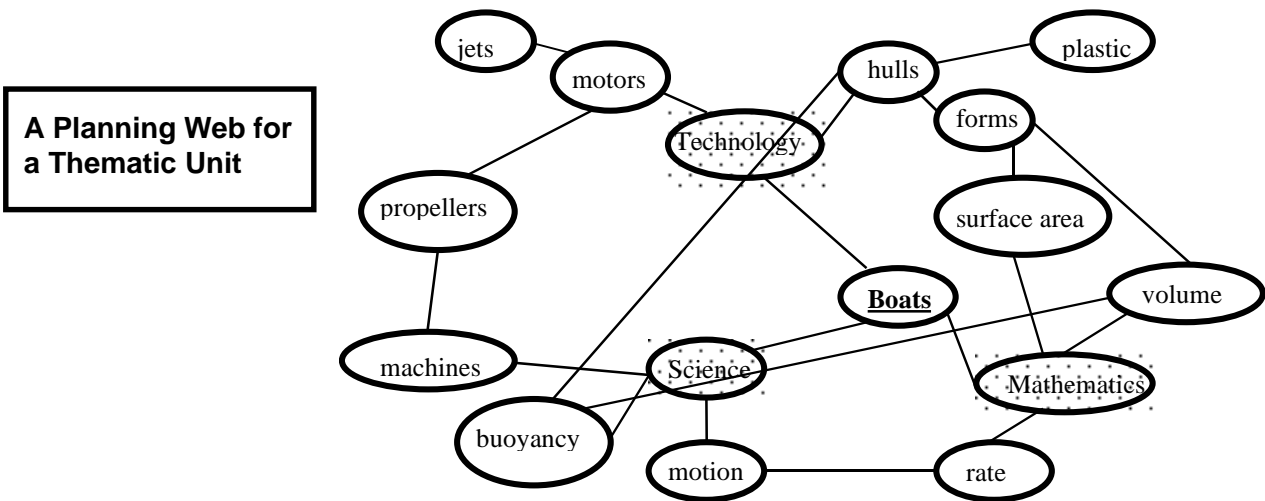 jets
plastic
hulls
motors
A Planning Web for
a Thematic Unit
forms
Technology
propellers
surface area
Boats
volume
machines
Science
Mathematics
buoyancy
motion
rate